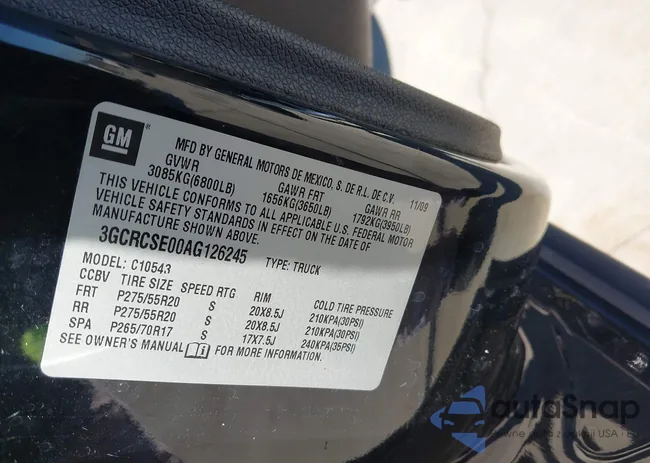 GM®
MFD BY GENERAL MOTORS DE MEXICO, S. DE R.L. DE C.V. 11/09
GVWR GAWR FRT GAWR RR
3085KG(6800LB) 1656KG(3650LB) 1792KG(3950LB)
THIS VEHICLE CONFORMS TO ALL APPLICABLE U.S. FEDERAL MOTOR
VEHICLE SAFETY STANDARDS IN EFFECT ON THE DATE OF
MANUFACTURE SHOWN ABOVE.
3GCRCSE00AG126245 TYPE: TRUCK
MODEL: C10543
CCBV TIRE SIZE SPEED RTG RIM COLD TIRE PRESSURE
FRT P275/55R20 S 20X8.5J 210KPA(30PSI)
RR P275/55R20 S 20X8.5J 210KPA(30PSI)
SPA P265/70R17 S 17X7.5J 240KPA(35PSI)
SEE OWNER'S MANUAL FOR MORE INFORMATION.
autoSnap
z USA